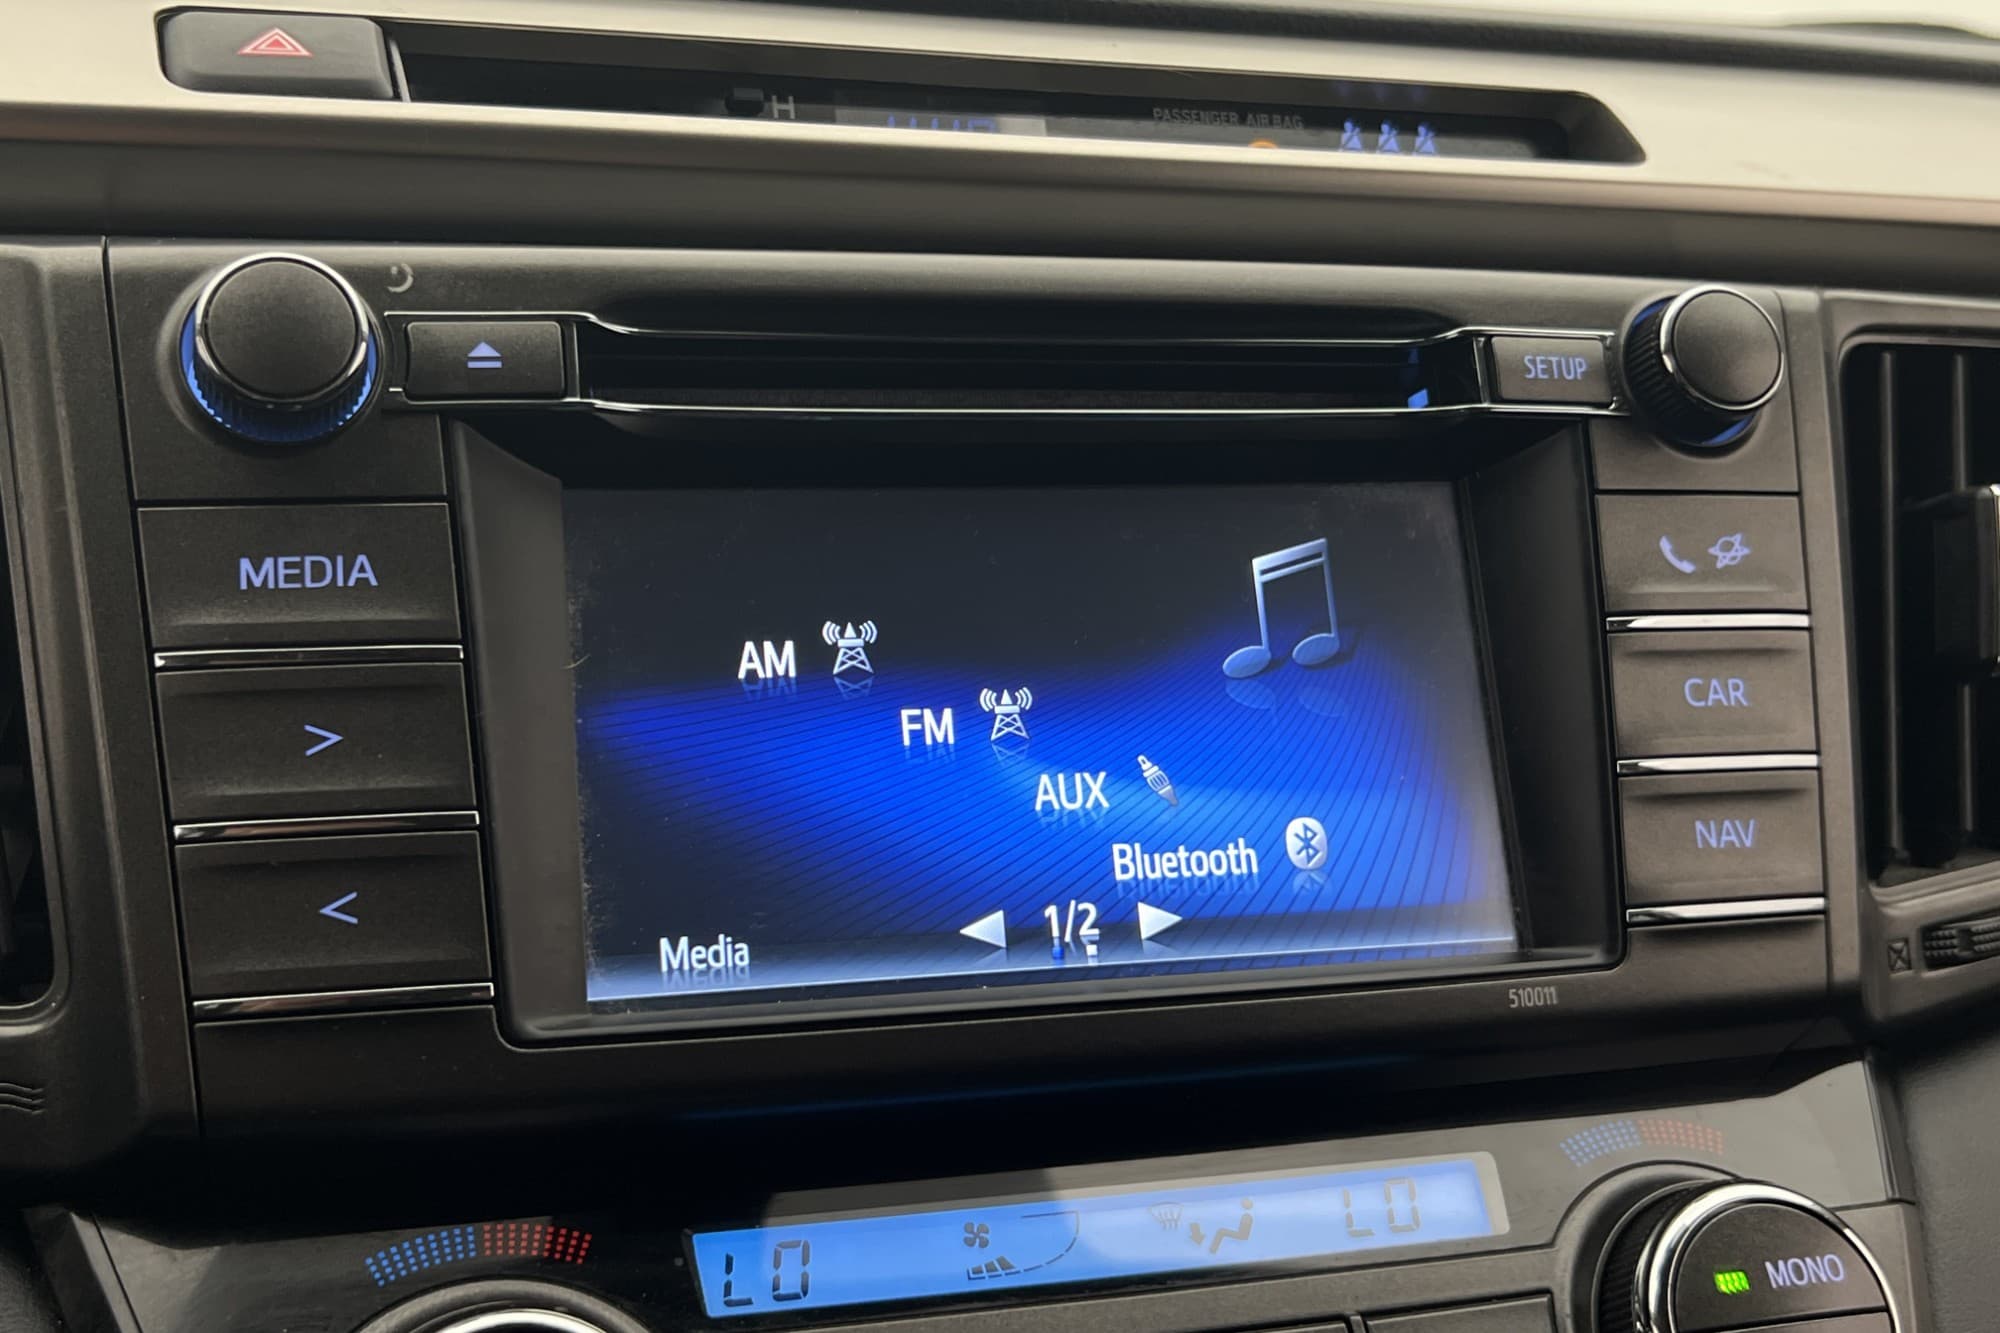 H
PASSENGER AIR BAG
SETUP
MEDIA
>
<
CAR
NAV
AM
FM
AUX
Bluetooth
Media
1/2
510011
LO
LO
MONO